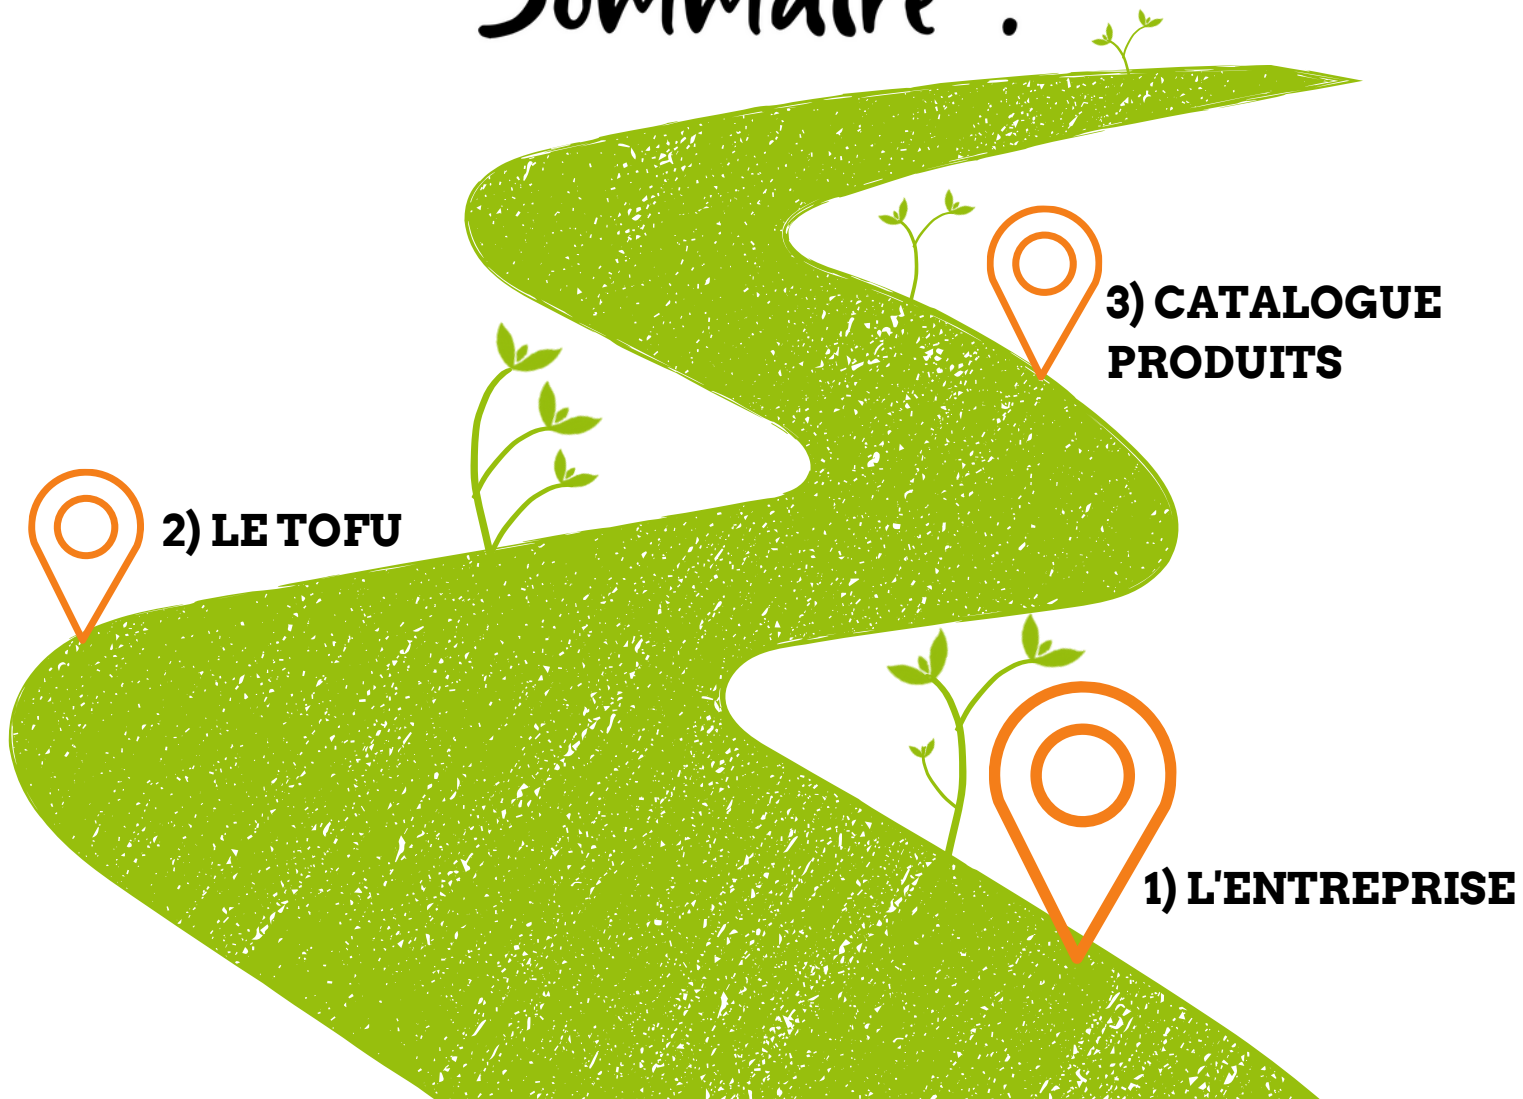 Sommaire :
3) CATALOGUE
PRODUITS
2) LE TOFU
1) L'ENTREPRISE